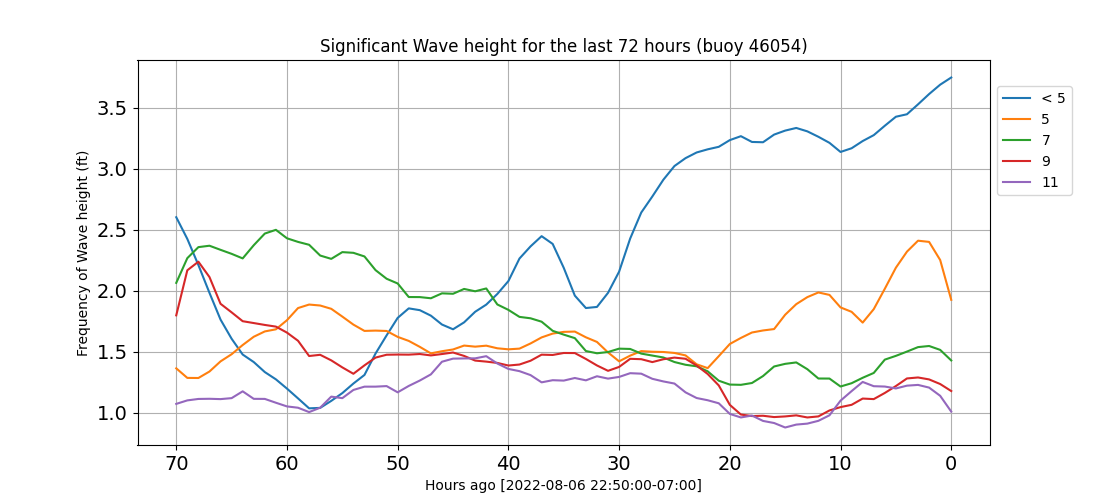 Significant Wave height for the last 72 hours (buoy 46054)
Frequency of Wave height (ft)
3.5
3.0
2.5
2.0
1.5
1.0
70 60 50 40 30 20 10 0
Hours ago [2022-08-06 22:50:00-07:00]
< 5
5
7
9
11